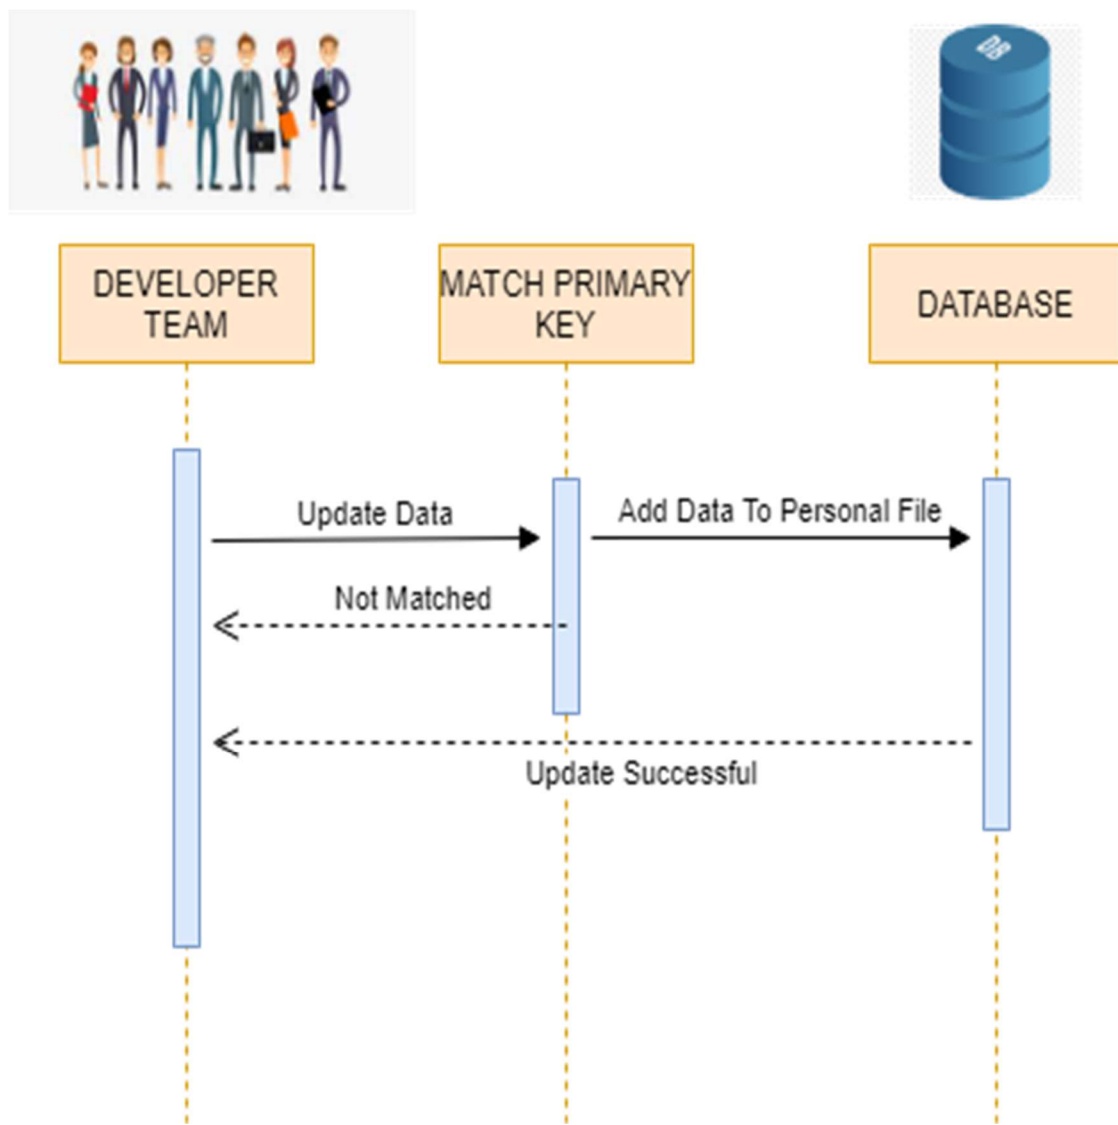 DB
DEVELOPER
TEAM
MATCH PRIMARY
KEY
DATABASE
Update Data
Add Data To Personal File
Not Matched
Update Successful